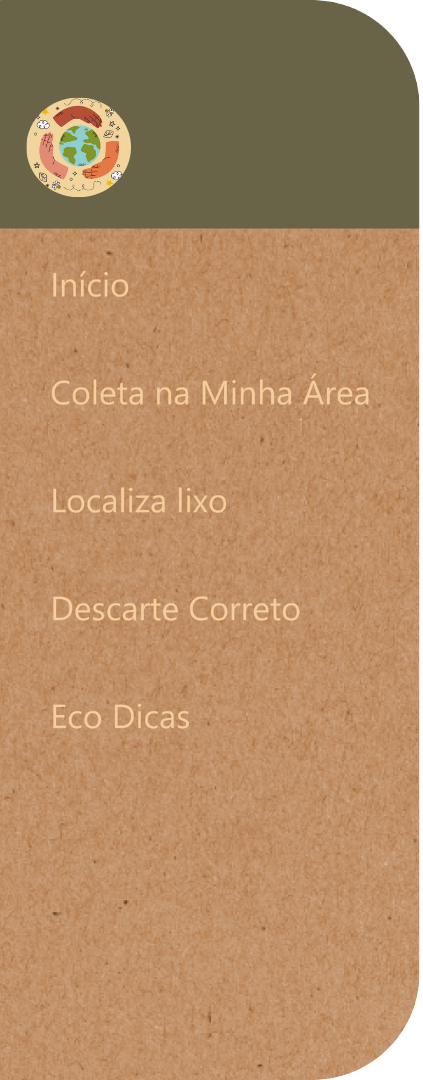 Início
Coleta na Minha Área
Localiza lixo
Descarte Correto
Eco Dicas